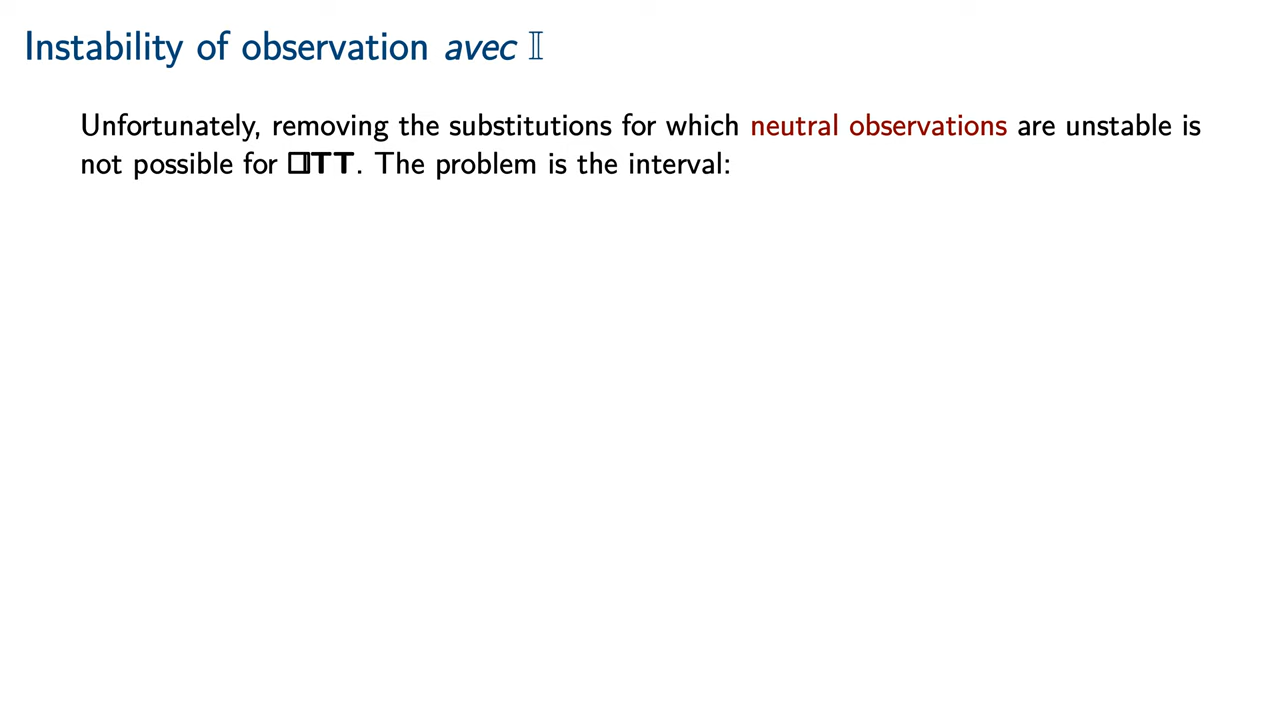 Instability of observation avec 𝕀
Unfortunately, removing the substitutions for which neutral observations are unstable is
not possible for □TT. The problem is the interval: